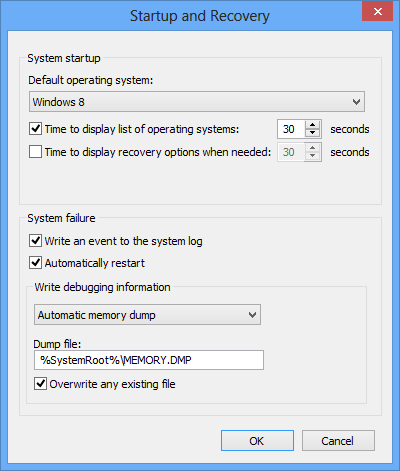 Startup and Recovery
System startup
Default operating system:
Windows 8
Time to display list of operating systems: 30 seconds
Time to display recovery options when needed: 30 seconds
System failure
Write an event to the system log
Automatically restart
Write debugging information
Automatic memory dump
Dump file:
%SystemRoot%\MEMORY.DMP
Overwrite any existing file
OK Cancel